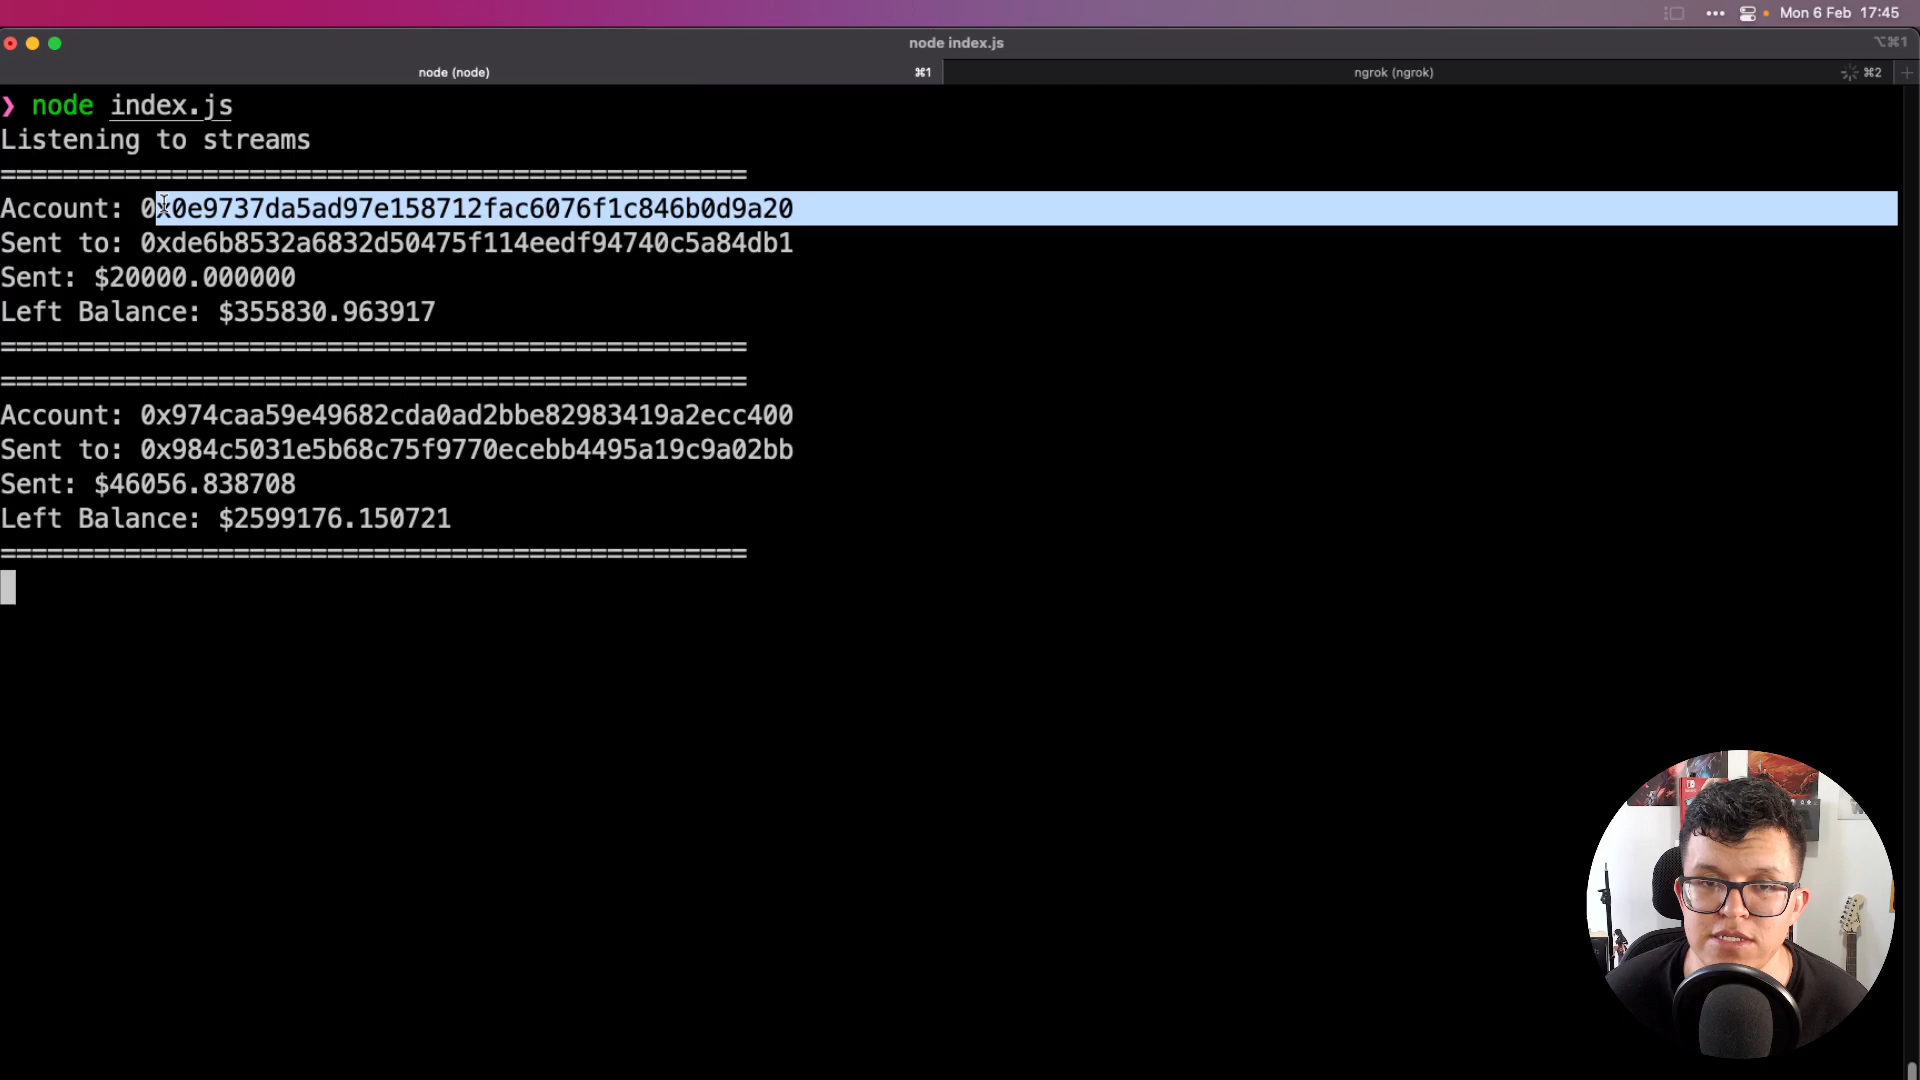 Mon 6 Feb 17:45
node index.js
⌥⌘1
node (node)
⌘1
ngrok (ngrok)
⌘2
❯ node index.js
Listening to streams
================================================
Account: 0x0e9737da5ad97e158712fac6076f1c846b0d9a20
Sent to: 0xde6b8532a6832d50475f114eedf94740c5a84db1
Sent: $20000.000000
Left Balance: $355830.963917
================================================
================================================
Account: 0x974caa59e49682cda0ad2bbe82983419a2ecc400
Sent to: 0x984c5031e5b68c75f9770ecebb4495a19c9a02bb
Sent: $46056.838708
Left Balance: $2599176.150721
================================================